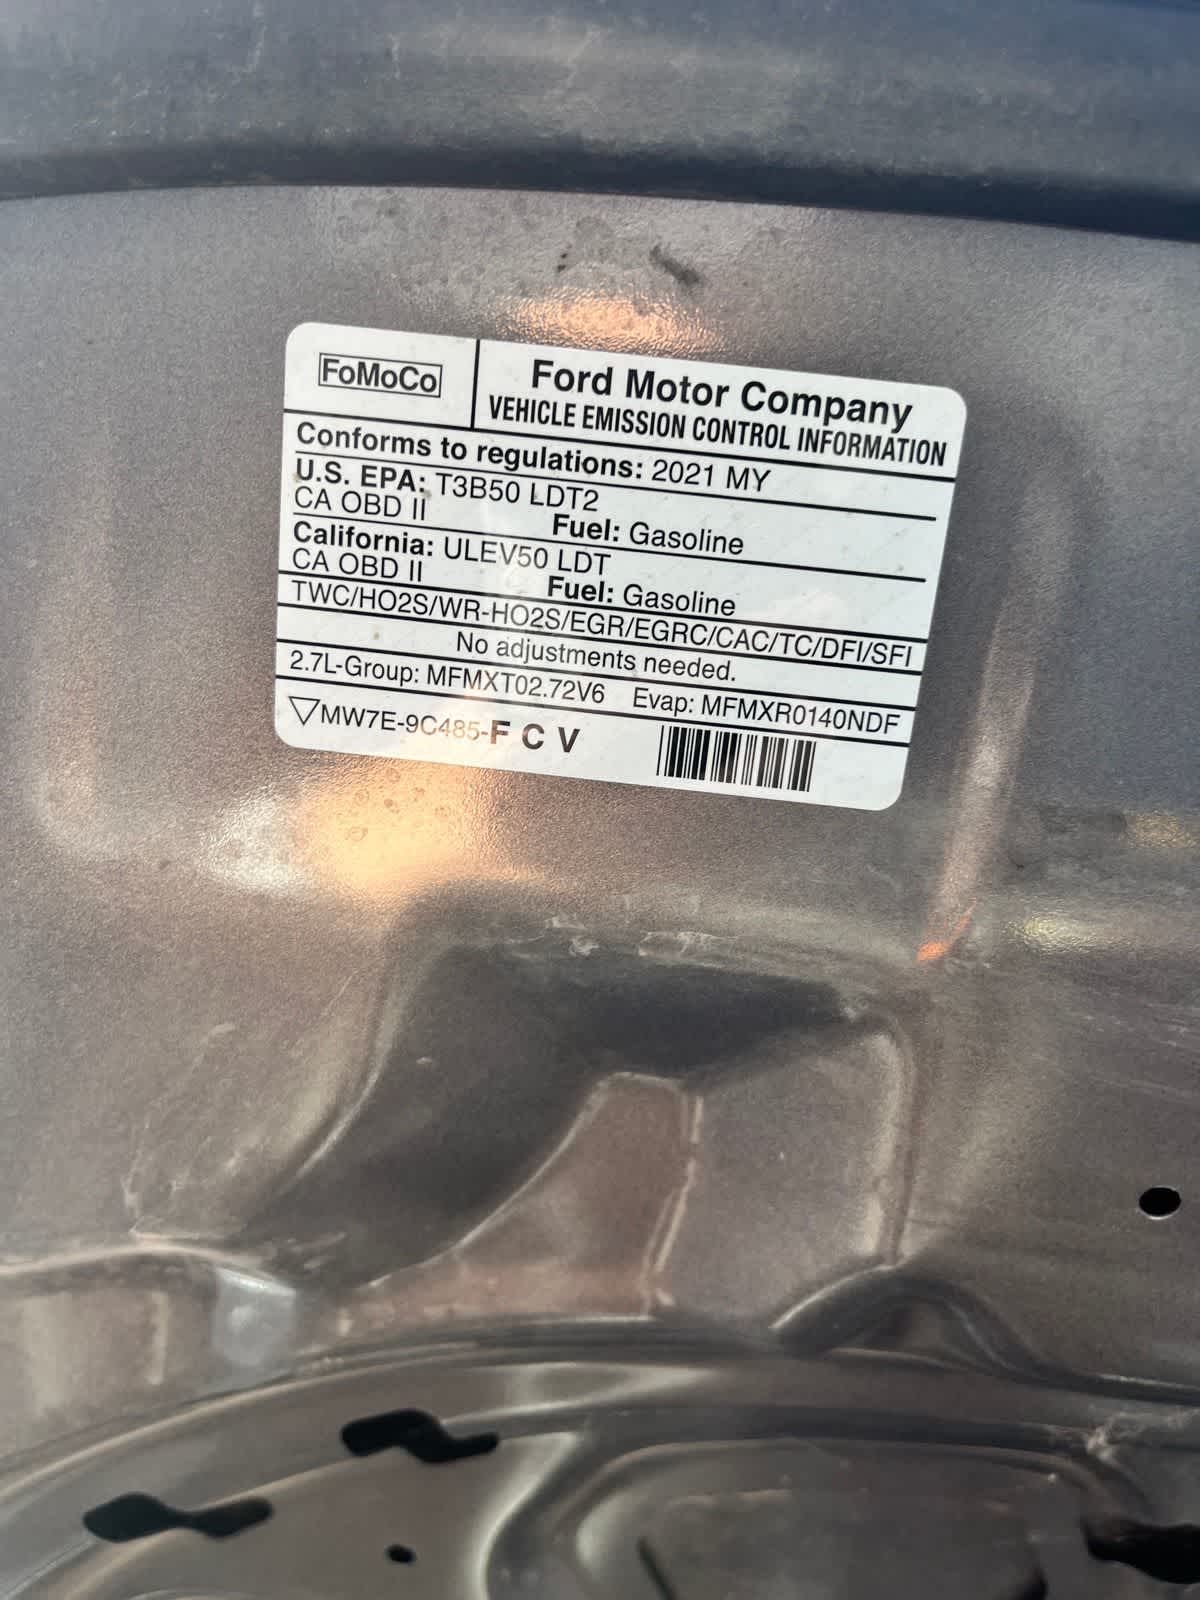 FoMoCo
Ford Motor Company
VEHICLE EMISSION CONTROL INFORMATION
Conforms to regulations: 2021 MY
U.S. EPA: T3B50 LDT2
CA OBD II Fuel: Gasoline
California: ULEV50 LDT
CA OBD II Fuel: Gasoline
TWC/HO2S/WR-HO2S/EGR/EGRC/CAC/TC/DFI/SFI
No adjustments needed.
2.7L-Group: MFMXT02.72V6 Evap: MFMXR0140NDF
MW7E-9C485-F C V